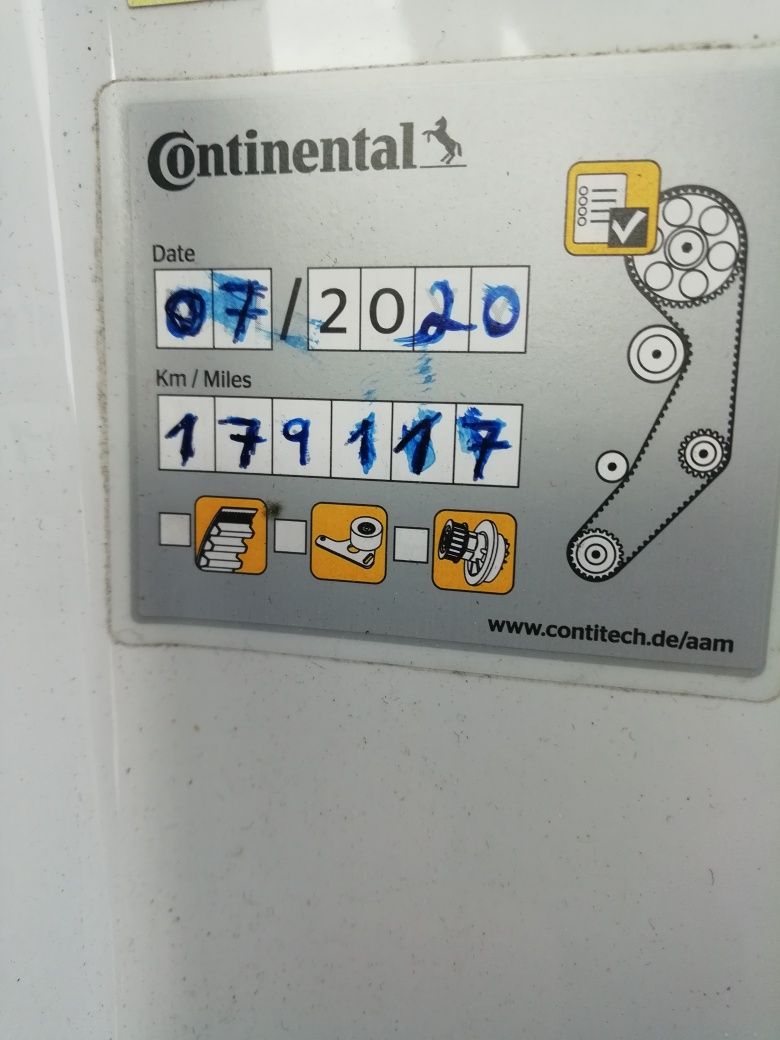 Continental
Date
07/2020
Km / Miles
179117
www.contitech.de/aam